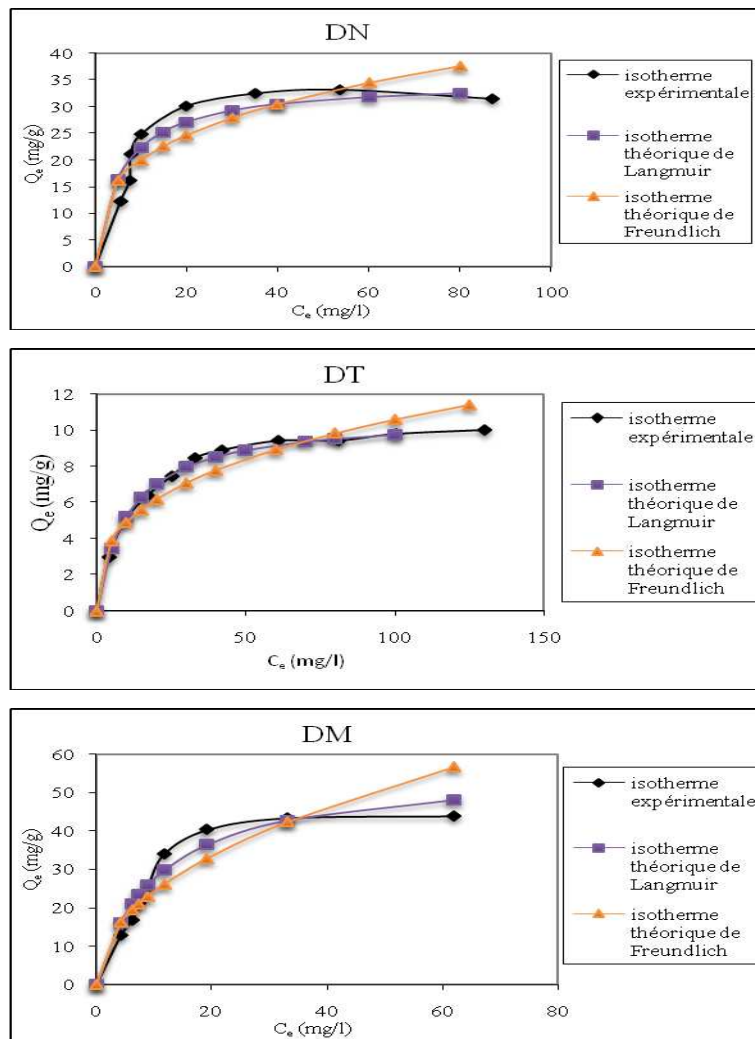 DN
40
35
30
25
20
15
10
5
0
Qe (mg/g)
0 20 40 60 80 100
Ce (mg/l)
isotherme
expérimentale
isotherme
théorique de
Langmuir
isotherme
théorique de
Freundlich
DT
12
10
8
6
4
2
0
Qe (mg/g)
0 50 100 150
Ce (mg/l)
isotherme
expérimentale
isotherme
théorique de
Langmuir
isotherme
théorique de
Freundlich
DM
60
50
40
30
20
10
0
Qe (mg/g)
0 20 40 60 80
Ce (mg/l)
isotherme
expérimentale
isotherme
théorique de
Langmuir
isotherme
théorique de
Freundlich